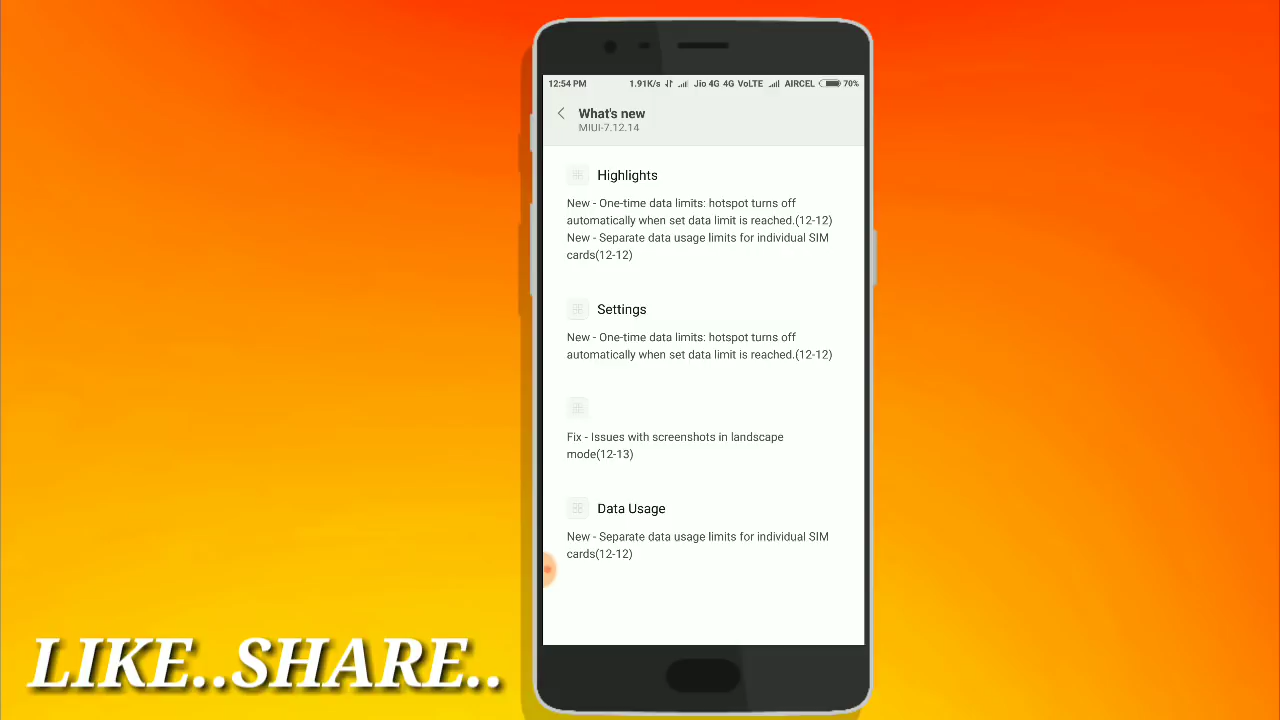 12:54 PM 1.91K/s Jio 4G 4G VoLTE AIRCEL 70%
What's new
MIUI-7.12.14
Highlights
New - One-time data limits: hotspot turns off
automatically when set data limit is reached.(12-12)
New - Separate data usage limits for individual SIM
cards(12-12)
Settings
New - One-time data limits: hotspot turns off
automatically when set data limit is reached.(12-12)
Fix - Issues with screenshots in landscape
mode(12-13)
Data Usage
New - Separate data usage limits for individual SIM
cards(12-12)
LIKE..SHARE..